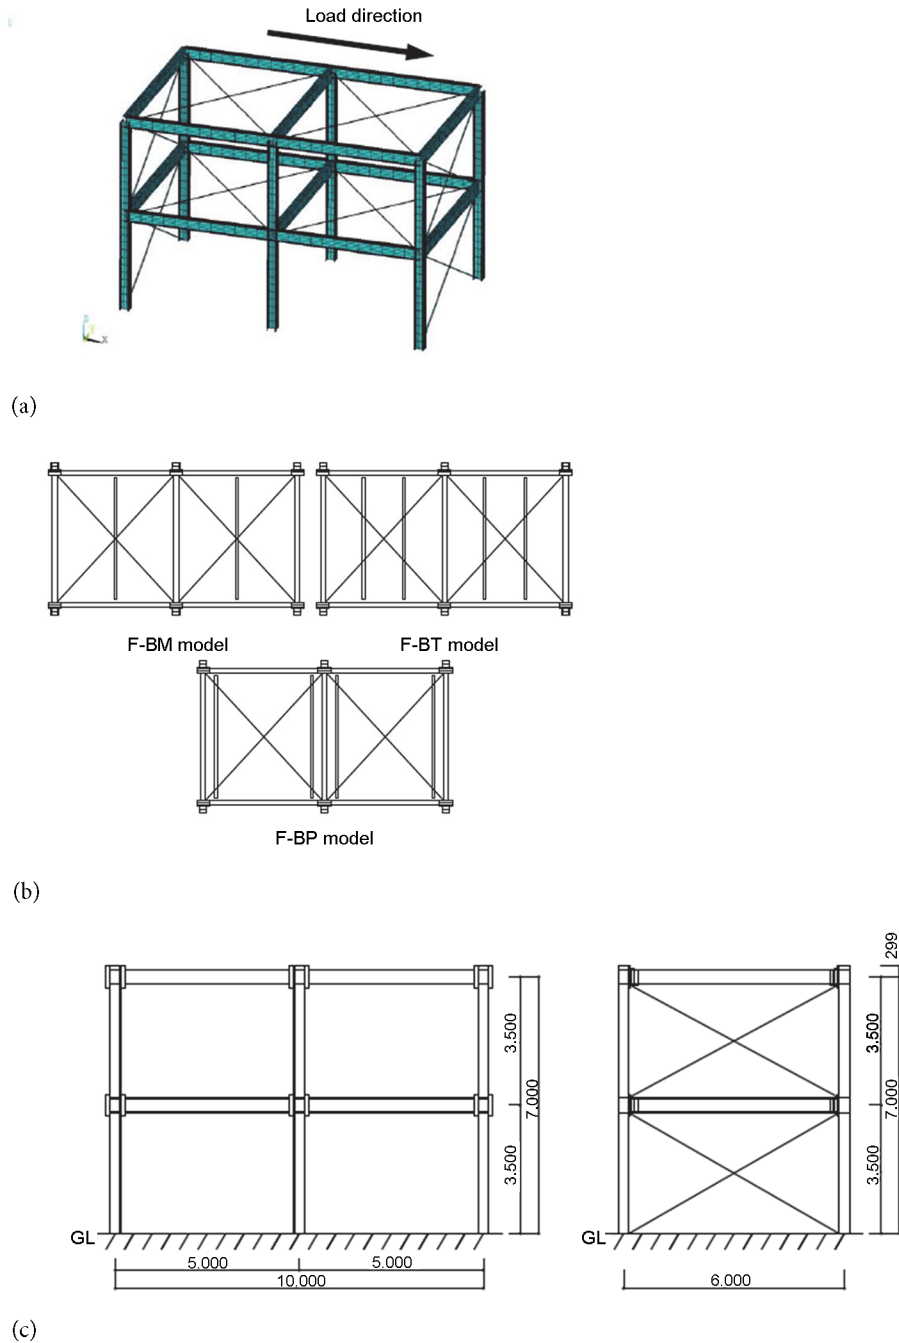 Load direction
X
(a)
F-BM model
F-BT model
F-BP model
(b)
299
3.500
7.000
3.500
GL
5.000
5.000
10.000
3.500
7.000
3.500
GL
6.000
(c)